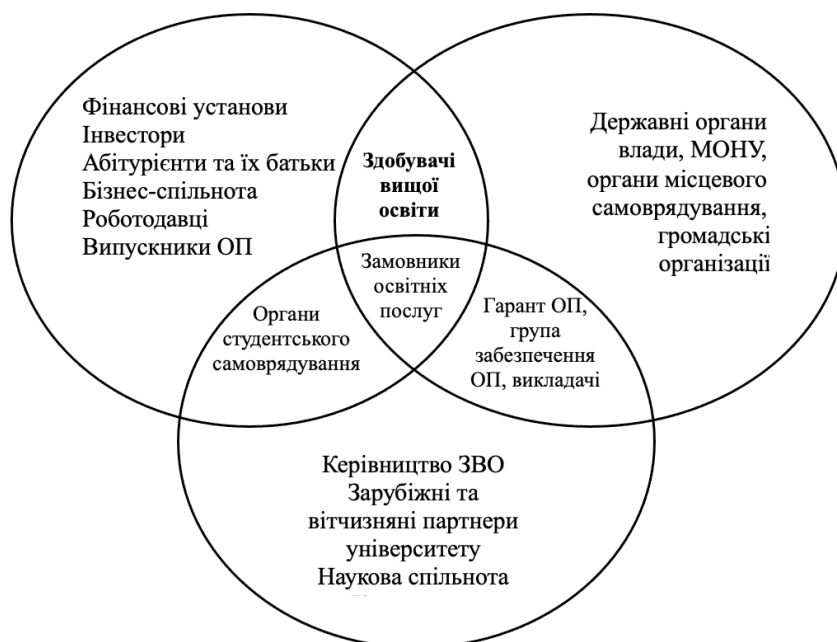 Фінансові установи
Інвестори
Абітурієнти та їх батьки
Бізнес-спільнота
Роботодавці
Випускники ОП
Здобувачі
вищої
освіти
Державні органи
влади, МОНУ,
органи місцевого
самоврядування,
громадські
організації
Замовники
освітніх
послуг
Органи
студентського
самоврядування
Гарант ОП,
група
забезпечення
ОП, викладачі
Керівництво ЗВО
Зарубіжні та
вітчизняні партнери
університету
Наукова спільнота